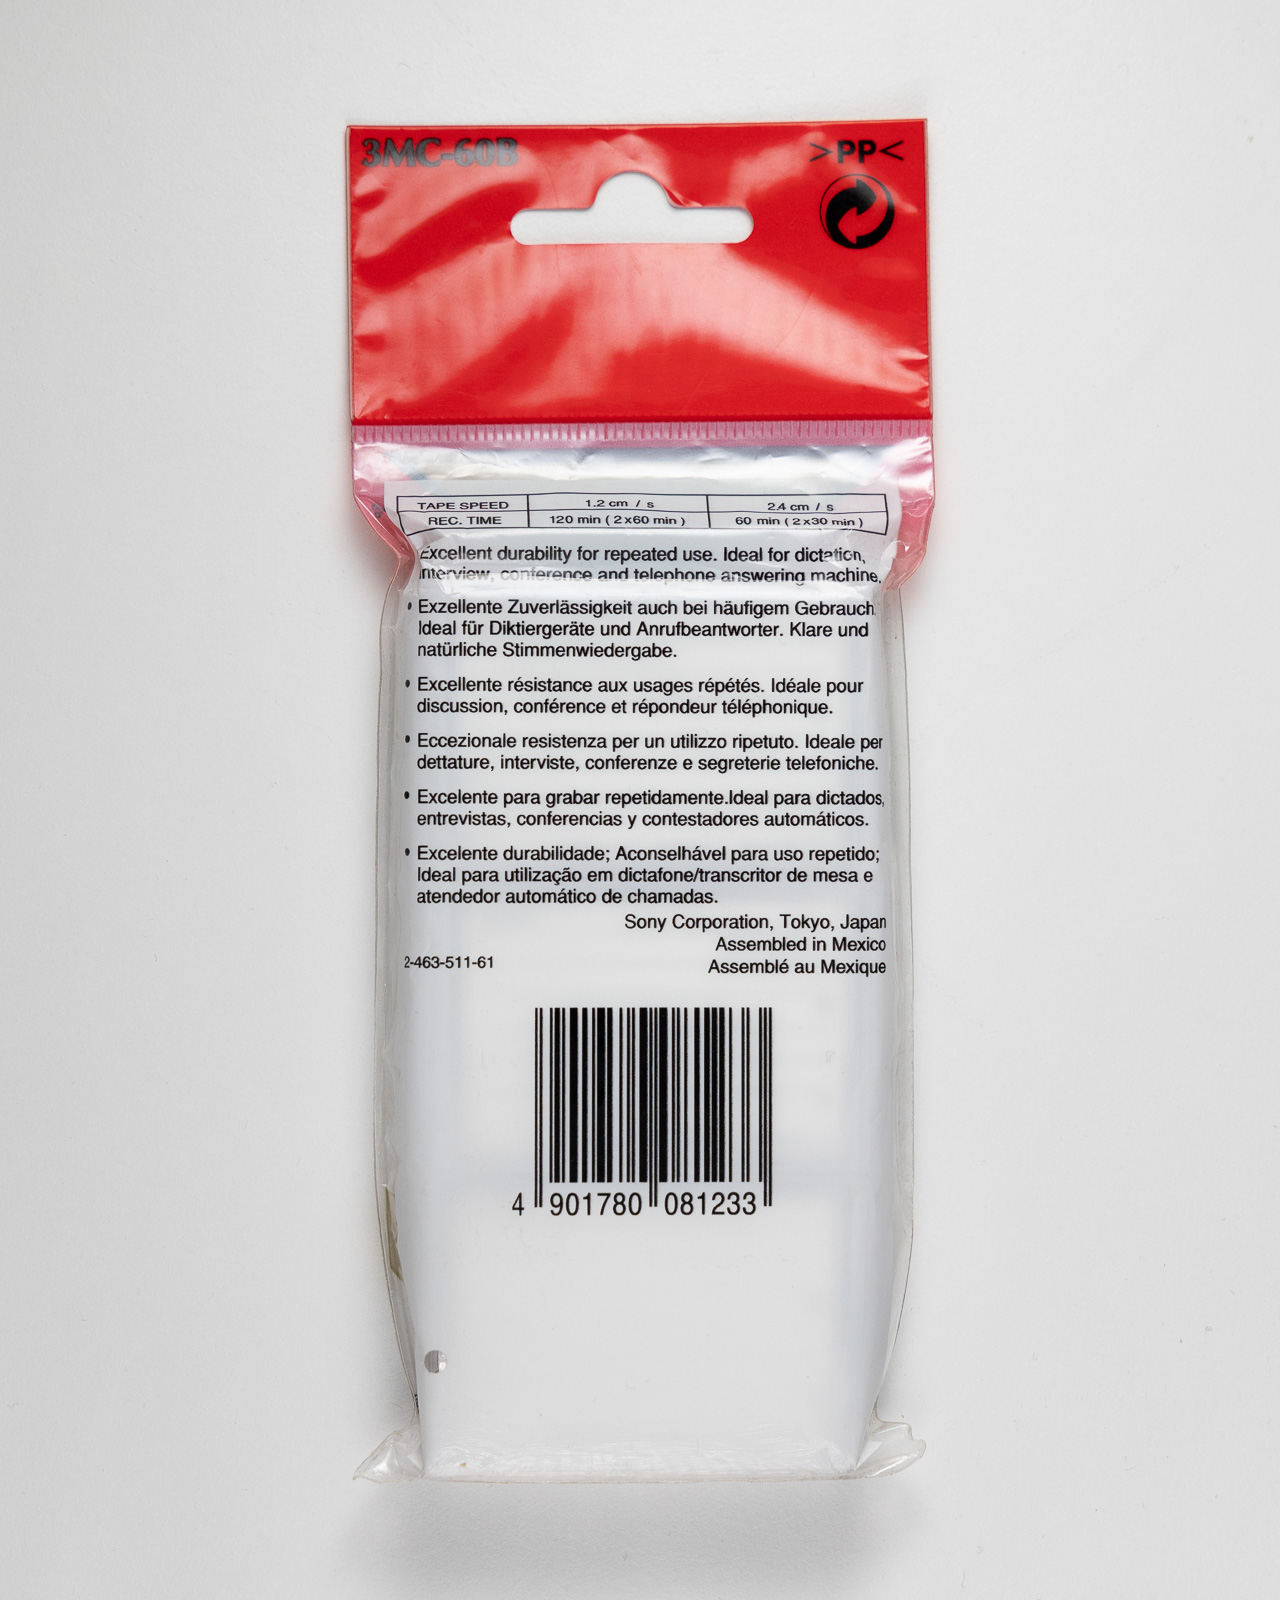 3MC-60B
>PP<
TAPE SPEED 1.2 cm / s 2.4 cm / s
REC. TIME 120 min ( 2x60 min ) 60 min ( 2x30 min )
Excellent durability for repeated use. Ideal for dictation,
interview, conference and telephone answering machine.
• Exzellente Zuverlässigkeit auch bei häufigem Gebrauch
Ideal für Diktiergeräte und Anrufbeantworter. Klare und
natürliche Stimmenwiedergabe.
• Excellente résistance aux usages répétés. Idéale pour
discussion, conférence et répondeur téléphonique.
• Eccezionale resistenza per un utilizzo ripetuto. Ideale per
dettature, interviste, conferenze e segreterie telefoniche.
• Excelente para grabar repetidamente.Ideal para dictados,
entrevistas, conferencias y contestadores automáticos.
• Excelente durabilidade; Aconselhável para uso repetido;
Ideal para utilização em dictafone/transcritor de mesa e
atendedor automático de chamadas.
Sony Corporation, Tokyo, Japan
Assembled in Mexico
2-463-511-61 Assemblé au Mexique
4 901780 081233